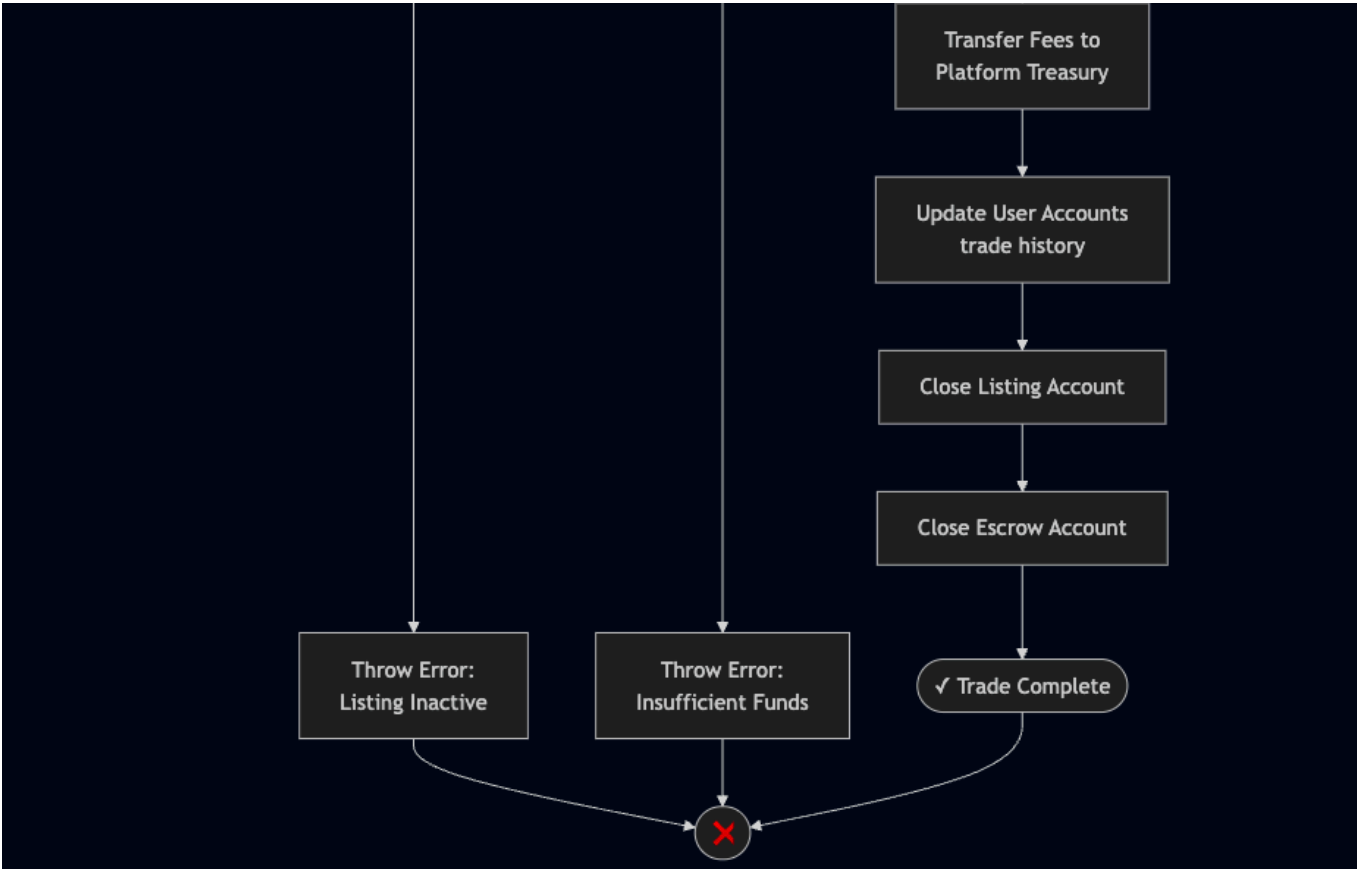 Transfer Fees to
Platform Treasury
Update User Accounts
trade history
Close Listing Account
Close Escrow Account
Throw Error:
Listing Inactive
Throw Error:
Insufficient Funds
✓ Trade Complete
❌